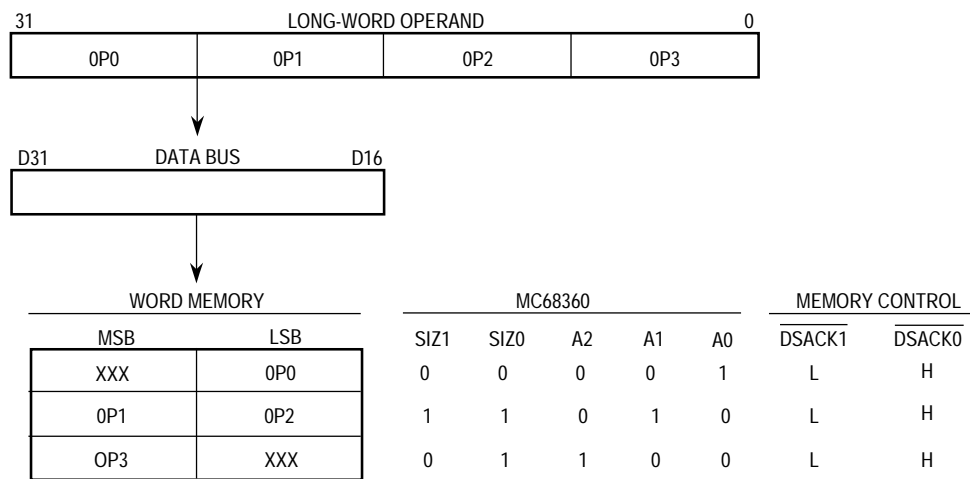 31 LONG-WORD OPERAND 0
0P0 0P1 0P2 0P3
D31 DATA BUS D16
WORD MEMORY MC68360 MEMORY CONTROL
MSB LSB SIZ1 SIZ0 A2 A1 A0 DSACK1 DSACK0
XXX 0P0 0 0 0 0 1 L H
0P1 0P2 1 1 0 1 0 L H
OP3 XXX 0 1 1 0 0 L H